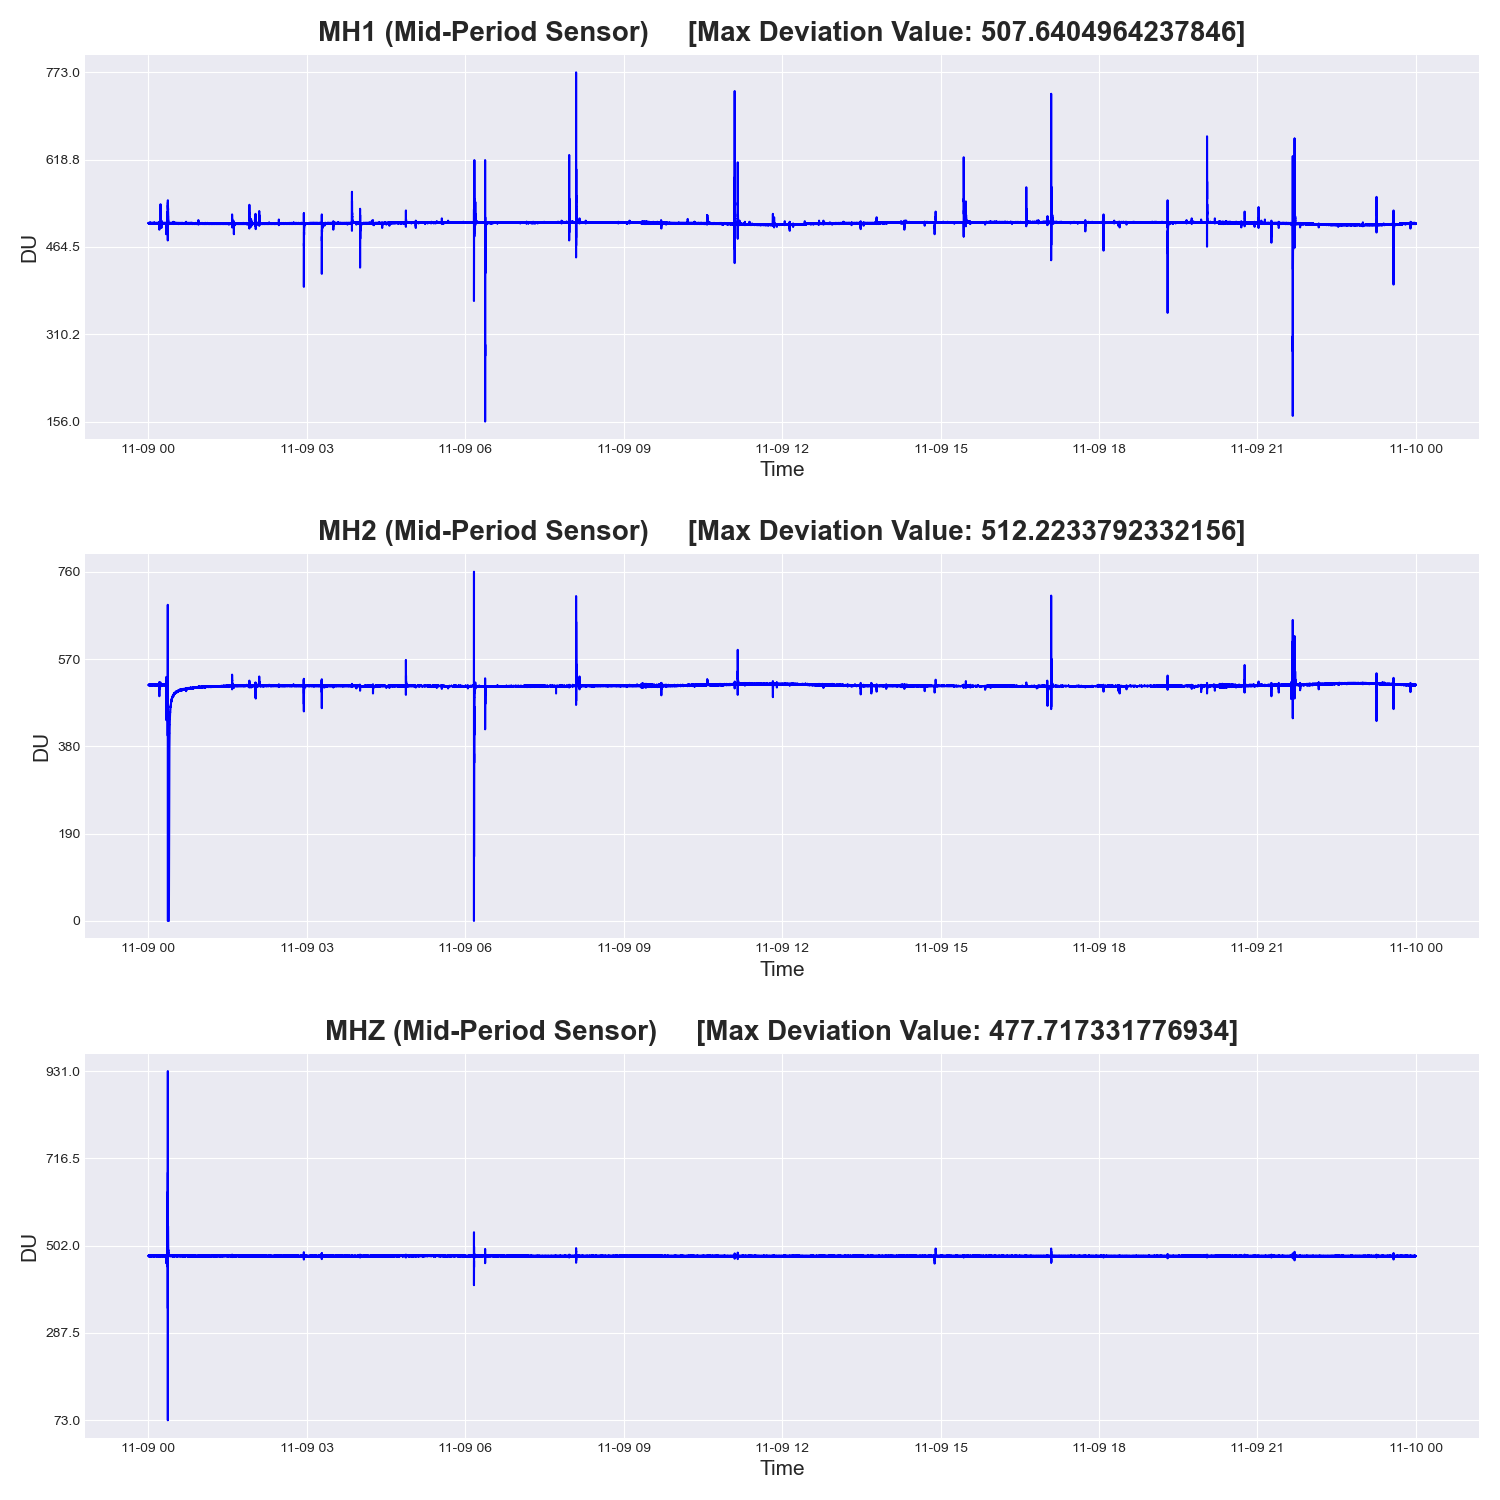 MH1 (Mid-Period Sensor) [Max Deviation Value: 507.6404964237846]
773.0
618.8
464.5
310.2
156.0
DU
11-09 00 11-09 03 11-09 06 11-09 09 11-09 12 11-09 15 11-09 18 11-09 21 11-10 00
Time
MH2 (Mid-Period Sensor) [Max Deviation Value: 512.2233792332156]
760
570
380
190
0
DU
11-09 00 11-09 03 11-09 06 11-09 09 11-09 12 11-09 15 11-09 18 11-09 21 11-10 00
Time
MHZ (Mid-Period Sensor) [Max Deviation Value: 477.717331776934]
931.0
716.5
502.0
287.5
73.0
DU
11-09 00 11-09 03 11-09 06 11-09 09 11-09 12 11-09 15 11-09 18 11-09 21 11-10 00
Time